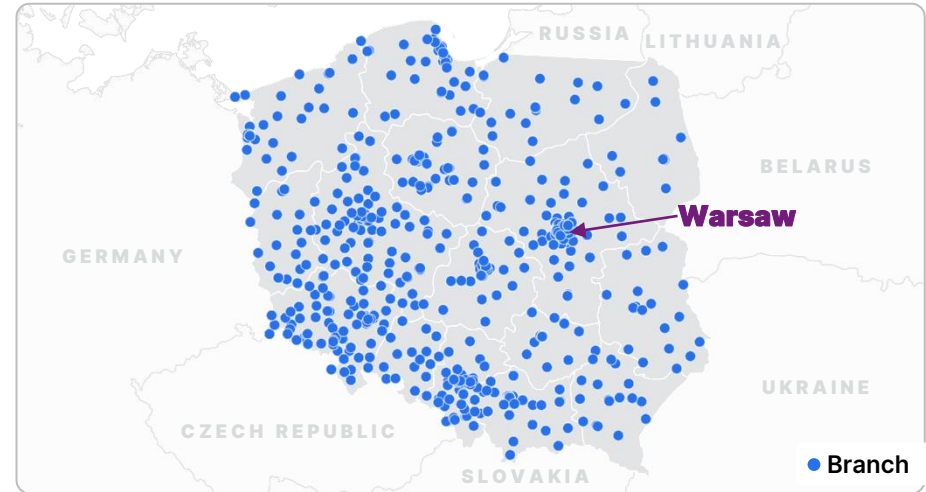 RUSSIA
LITHUANIA
BELARUS
Warsaw
GERMANY
UKRAINE
CZECH REPUBLIC
Branch
SLOVAKIA